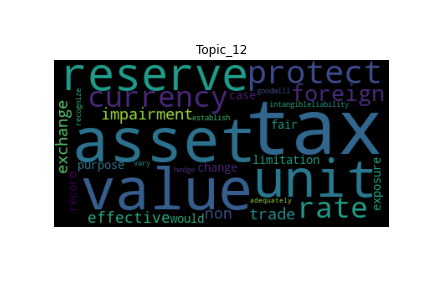 Topic_12
reserve protect
currency case goodwill foreign
recognize
impairment establish intangibleliability
exchange asset tax
fair
purpose vary hedge change limitation
value unit exposure
record adequately
effective would non trade rate